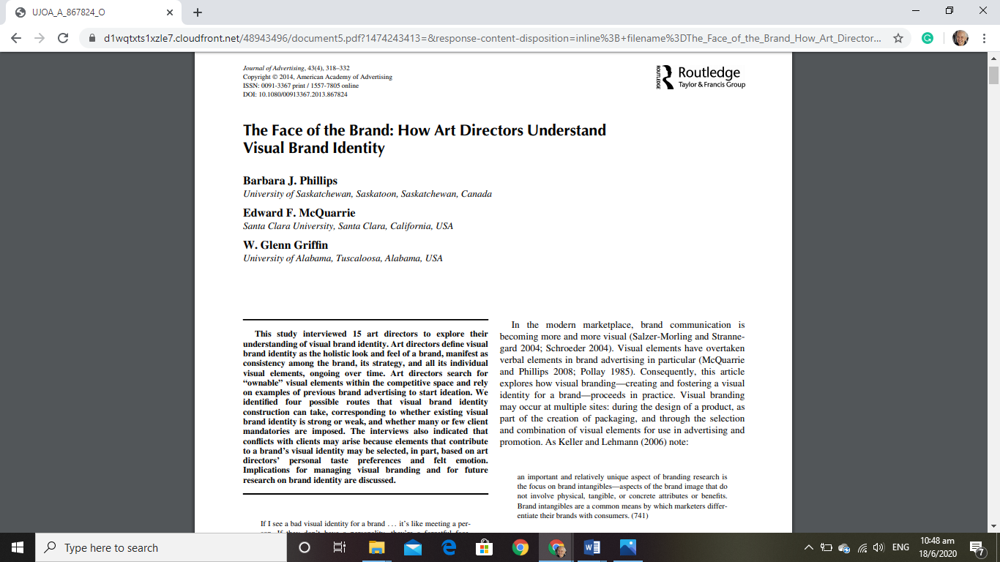 UJOA_A_867824_O
d1wqtxts1xzle7.cloudfront.net/48943496/document5.pdf?1474243413=&response-content-disposition=inline%3B+filename%3DThe_Face_of_the_Brand_How_Art_Director...
Journal of Advertising, 43(4), 318–332
Copyright © 2014, American Academy of Advertising
ISSN: 0091-3367 print / 1557-7805 online
DOI: 10.1080/00913367.2013.867824
ROUTLEDGE
Routledge
Taylor & Francis Group
The Face of the Brand: How Art Directors Understand
Visual Brand Identity
Barbara J. Phillips
University of Saskatchewan, Saskatoon, Saskatchewan, Canada
Edward F. McQuarrie
Santa Clara University, Santa Clara, California, USA
W. Glenn Griffin
University of Alabama, Tuscaloosa, Alabama, USA
This study interviewed 15 art directors to explore their
understanding of visual brand identity. Art directors define visual
brand identity as the holistic look and feel of a brand, manifest as
consistency among the brand, its strategy, and all its individual
visual elements, ongoing over time. Art directors search for
“ownable” visual elements within the competitive space and rely
on examples of previous brand advertising to start ideation. We
identified four possible routes that visual brand identity
construction can take, corresponding to whether existing visual
brand identity is strong or weak, and whether many or few client
mandatories are imposed. The interviews also indicated that
conflicts with clients may arise because elements that contribute
to a brand’s visual identity may be selected, in part, based on art
directors’ personal taste preferences and felt emotion.
Implications for managing visual branding and for future
research on brand identity are discussed.
If I see a bad visual identity for a brand . . . it’s like meeting a per-
In the modern marketplace, brand communication is
becoming more and more visual (Salzer-Morling and Stranne-
gard 2004; Schroeder 2004). Visual elements have overtaken
verbal elements in brand advertising in particular (McQuarrie
and Phillips 2008; Pollay 1985). Consequently, this article
explores how visual branding—creating and fostering a visual
identity for a brand—proceeds in practice. Visual branding
may occur at multiple sites: during the design of a product, as
part of the creation of packaging, and through the selection
and combination of visual elements for use in advertising and
promotion. As Keller and Lehmann (2006) note:
an important and relatively unique aspect of branding research is
the focus on brand intangibles—aspects of the brand image that do
not involve physical, tangible, or concrete attributes or benefits.
Brand intangibles are a common means by which marketers differ-
entiate their brands with consumers. (741)
Type here to search
ENG
10:48 am
18/6/2020
7